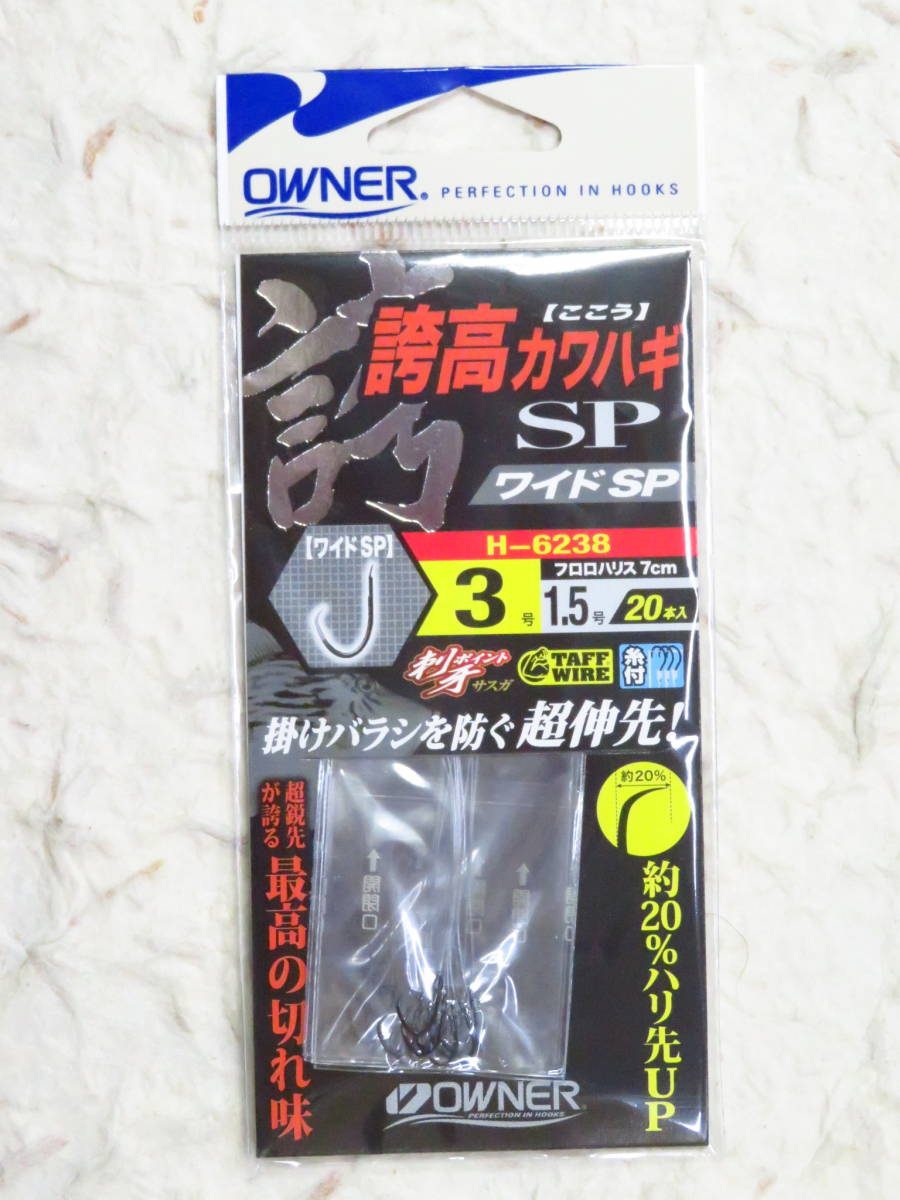 OWNER® PERFECTION IN HOOKS
誇
【ここう】
誇高カワハギ
SP
ワイドSP
【ワイドSP】
H-6238
フロロハリス 7cm
3号 1.5号 20本入
刺牙ポイント サスガ
TAFF WIRE
糸付
掛けバラシを防ぐ超伸先!
約20%
超鋭先が誇る
最高の切れ味
約20%ハリ先UP
↑開閉口
↑開閉口
OWNER®
PERFECTION IN HOOKS